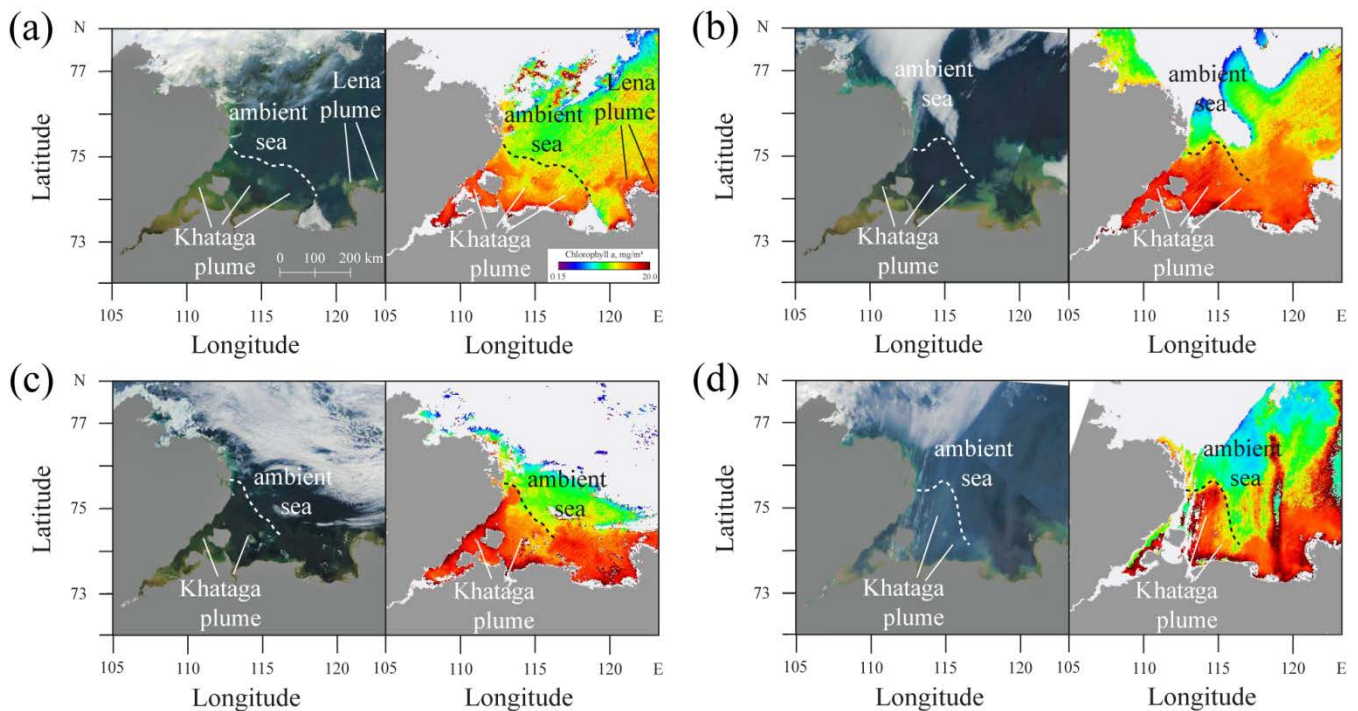 (a)
N
77
75
73
Latitude
ambient
sea
Lena
plume
Khataga
plume
0 100 200 km
ambient
sea
Lena
plume
Khataga
plume
Chlorophyll a, mg/m³
20.0
105 110 115 120 105 110 115 120 E
Longitude Longitude
(b)
N
77
75
73
Latitude
ambient
sea
Khataga
plume
ambient
sea
Khataga
plume
105 110 115 120 110 115 120 E
Longitude Longitude
(c)
N
77
75
73
Latitude
ambient
sea
Khataga
plume
ambient
sea
Khataga
plume
105 110 115 120 105 110 115 120 E
Longitude Longitude
(d)
N
77
75
73
Latitude
ambient
sea
Khataga
plume
ambient
sea
Khataga
plume
105 110 115 120 110 115 120 E
Longitude Longitude